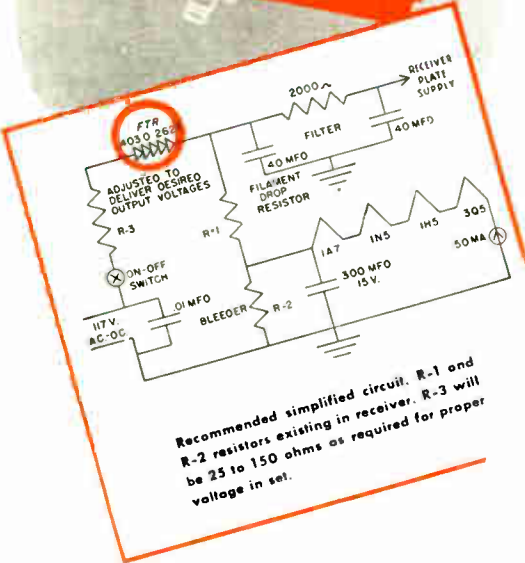 RECEIVER
PLATE
SUPPLY
2000
FTR
403D 262
FILTER
40 MFD
40 MFD
ADJUSTED TO
DELIVER DESIRED
OUTPUT VOLTAGES
FILAMENT
DROP
RESISTOR
R-3
R-1
1A7
1N5
1H5
3Q5
50 MA
ON-OFF
SWITCH
.01 MFD
300 MFD
15 V.
117 V.
AC-DC
BLEEDER
R-2
Recommended simplified circuit. R-1 and
R-2 resistors existing in receiver. R-3 will
be 25 to 150 ohms as required for proper
voltage in set.